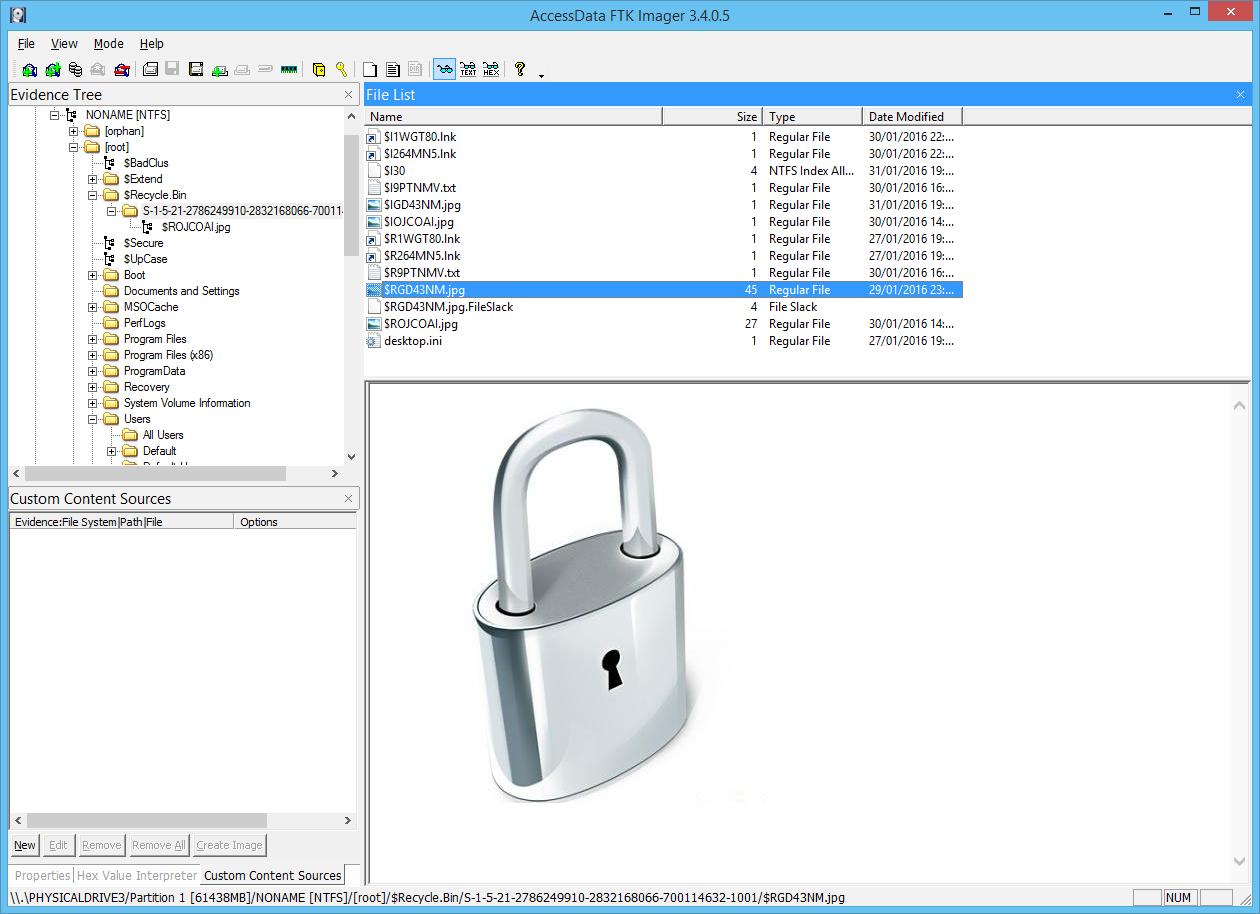 AccessData FTK Imager 3.4.0.5
File View Mode Help
Evidence Tree
NONAME [NTFS]
[orphan]
[root]
$BadClus
$Extend
$Recycle.Bin
S-1-5-21-2786249910-2832168066-700114
$ROJCOAI.jpg
$Secure
$UpCase
Boot
Documents and Settings
MSOCache
PerfLogs
Program Files
Program Files (x86)
ProgramData
Recovery
System Volume Information
Users
All Users
Default
Custom Content Sources
Evidence:File System|Path|File Options
New Edit Remove Remove All Create Image
Properties Hex Value Interpreter Custom Content Sources
File List
Name Size Type Date Modified
$I1WGT80.lnk 1 Regular File 30/01/2016 22:...
$I264MN5.lnk 1 Regular File 30/01/2016 22:...
$I30 4 NTFS Index All... 31/01/2016 19:...
$I9PTNMV.txt 1 Regular File 30/01/2016 16:...
$IGD43NM.jpg 1 Regular File 31/01/2016 19:...
$IOJCOAI.jpg 1 Regular File 30/01/2016 14:...
$R1WGT80.lnk 1 Regular File 27/01/2016 19:...
$R264MN5.lnk 1 Regular File 27/01/2016 19:...
$R9PTNMV.txt 1 Regular File 30/01/2016 16:...
$RGD43NM.jpg 45 Regular File 29/01/2016 23:...
$RGD43NM.jpg.FileSlack 4 File Slack
$ROJCOAI.jpg 27 Regular File 30/01/2016 14:...
desktop.ini 1 Regular File 27/01/2016 19:...
\\.\PHYSICALDRIVE3/Partition 1 [61438MB]/NONAME [NTFS]/[root]/$Recycle.Bin/S-1-5-21-2786249910-2832168066-700114632-1001/$RGD43NM.jpg NUM